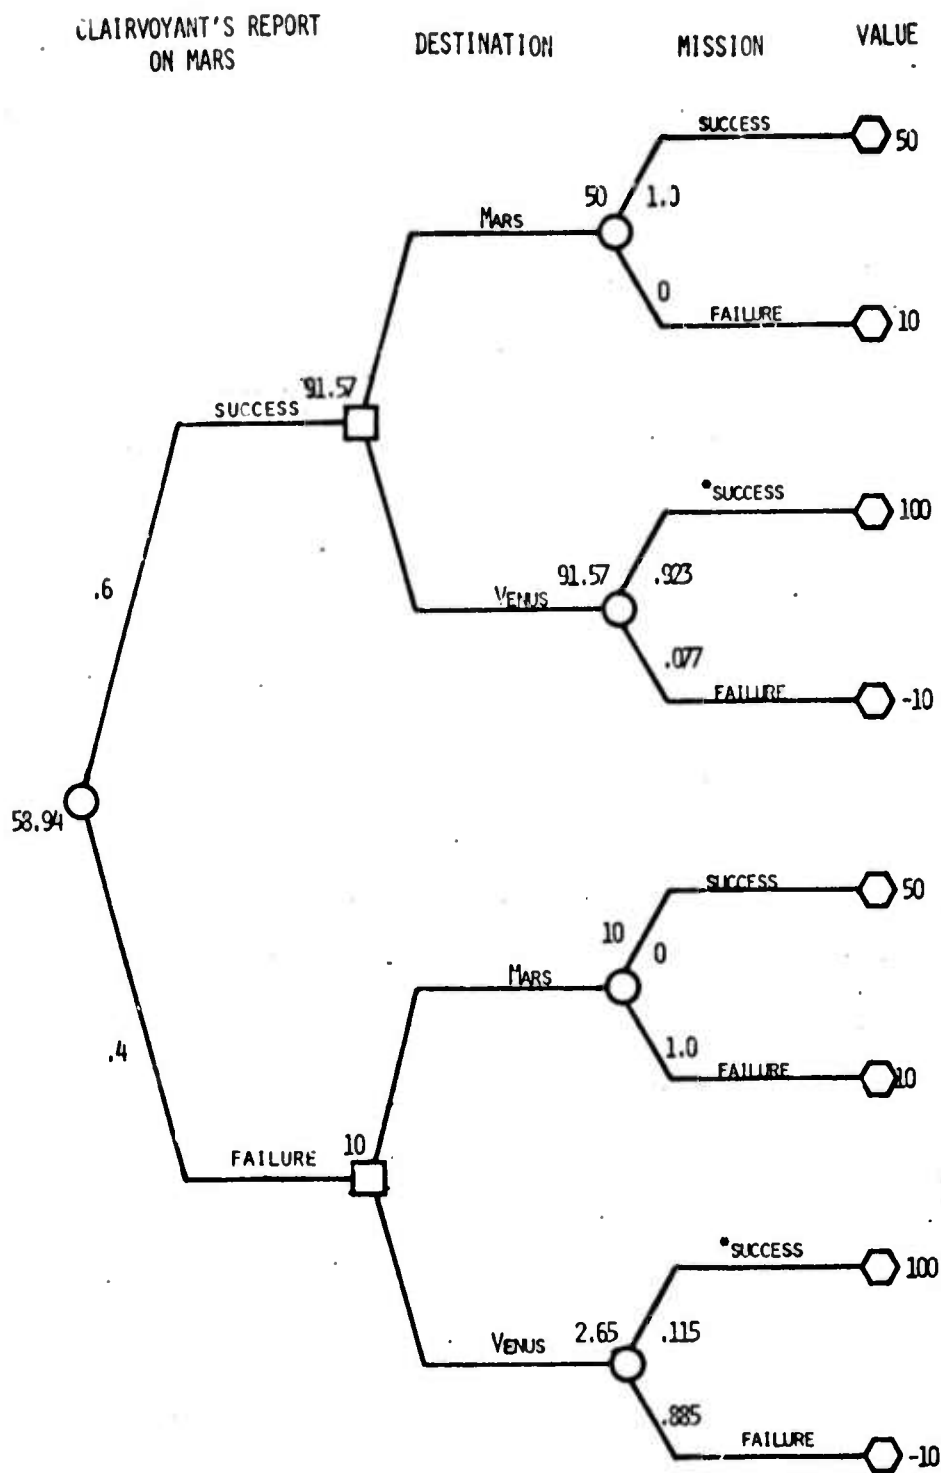 CLAIRVOYANT'S REPORT
ON MARS
DESTINATION
MISSION
VALUE
SUCCESS
50
50
1.0
MARS
0
FAILURE
10
91.57
SUCCESS
*SUCCESS
100
.6
91.57
.923
VENUS
.077
FAILURE
-10
58.94
SUCCESS
50
10
0
MARS
.4
1.0
FAILURE
10
10
FAILURE
*SUCCESS
100
2.65
.115
VENUS
.885
FAILURE
-10